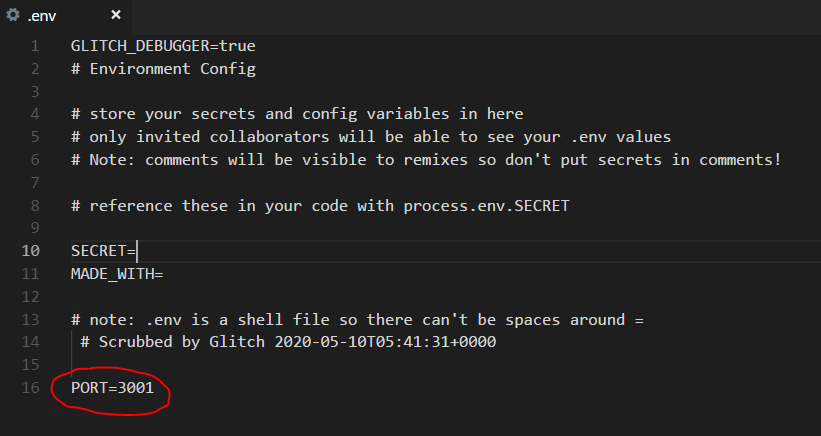 .env
1 GLITCH_DEBUGGER=true
2 # Environment Config
3
4 # store your secrets and config variables in here
5 # only invited collaborators will be able to see your .env values
6 # Note: comments will be visible to remixes so don't put secrets in comments!
7
8 # reference these in your code with process.env.SECRET
9
10 SECRET=
11 MADE_WITH=
12
13 # note: .env is a shell file so there can't be spaces around =
14 # Scrubbed by Glitch 2020-05-10T05:41:31+0000
15
16 PORT=3001